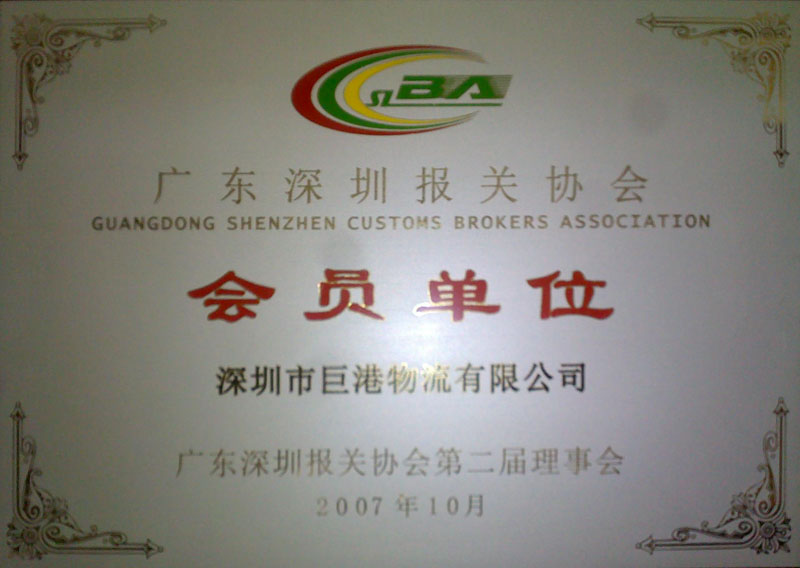 SZBA
广东深圳报关协会
GUANGDONG SHENZHEN CUSTOMS BROKERS ASSOCIATION
会员单位
深圳市巨港物流有限公司
广东深圳报关协会第二届理事会
2007年10月